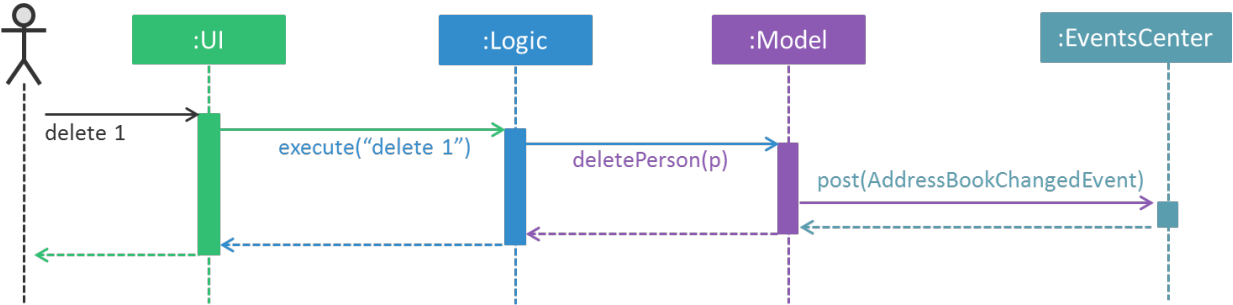 :UI
:Logic
:Model
:EventsCenter
delete 1
execute(“delete 1”)
deletePerson(p)
post(AddressBookChangedEvent)